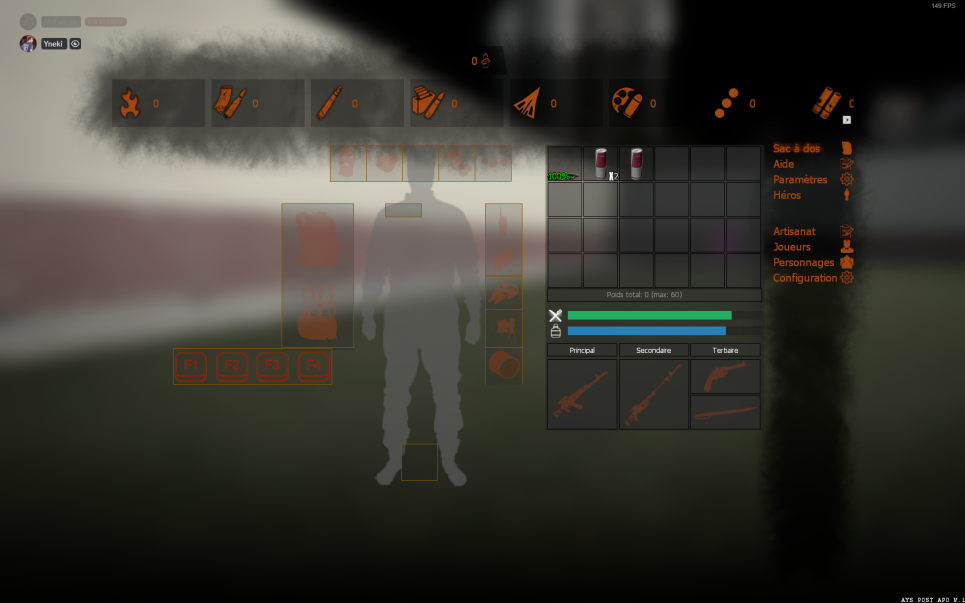 149 FPS
Yneki
0
0 0 0 0 0 0 0 0
Sac à dos
Aide
Paramètres
Héros
Artisanat
Joueurs
Personnages
Configuration
100%
Poids total: 0 (max: 60)
Principal Secondaire Tertiaire
F1 F2 F3 F4
AYS POST APO V.1